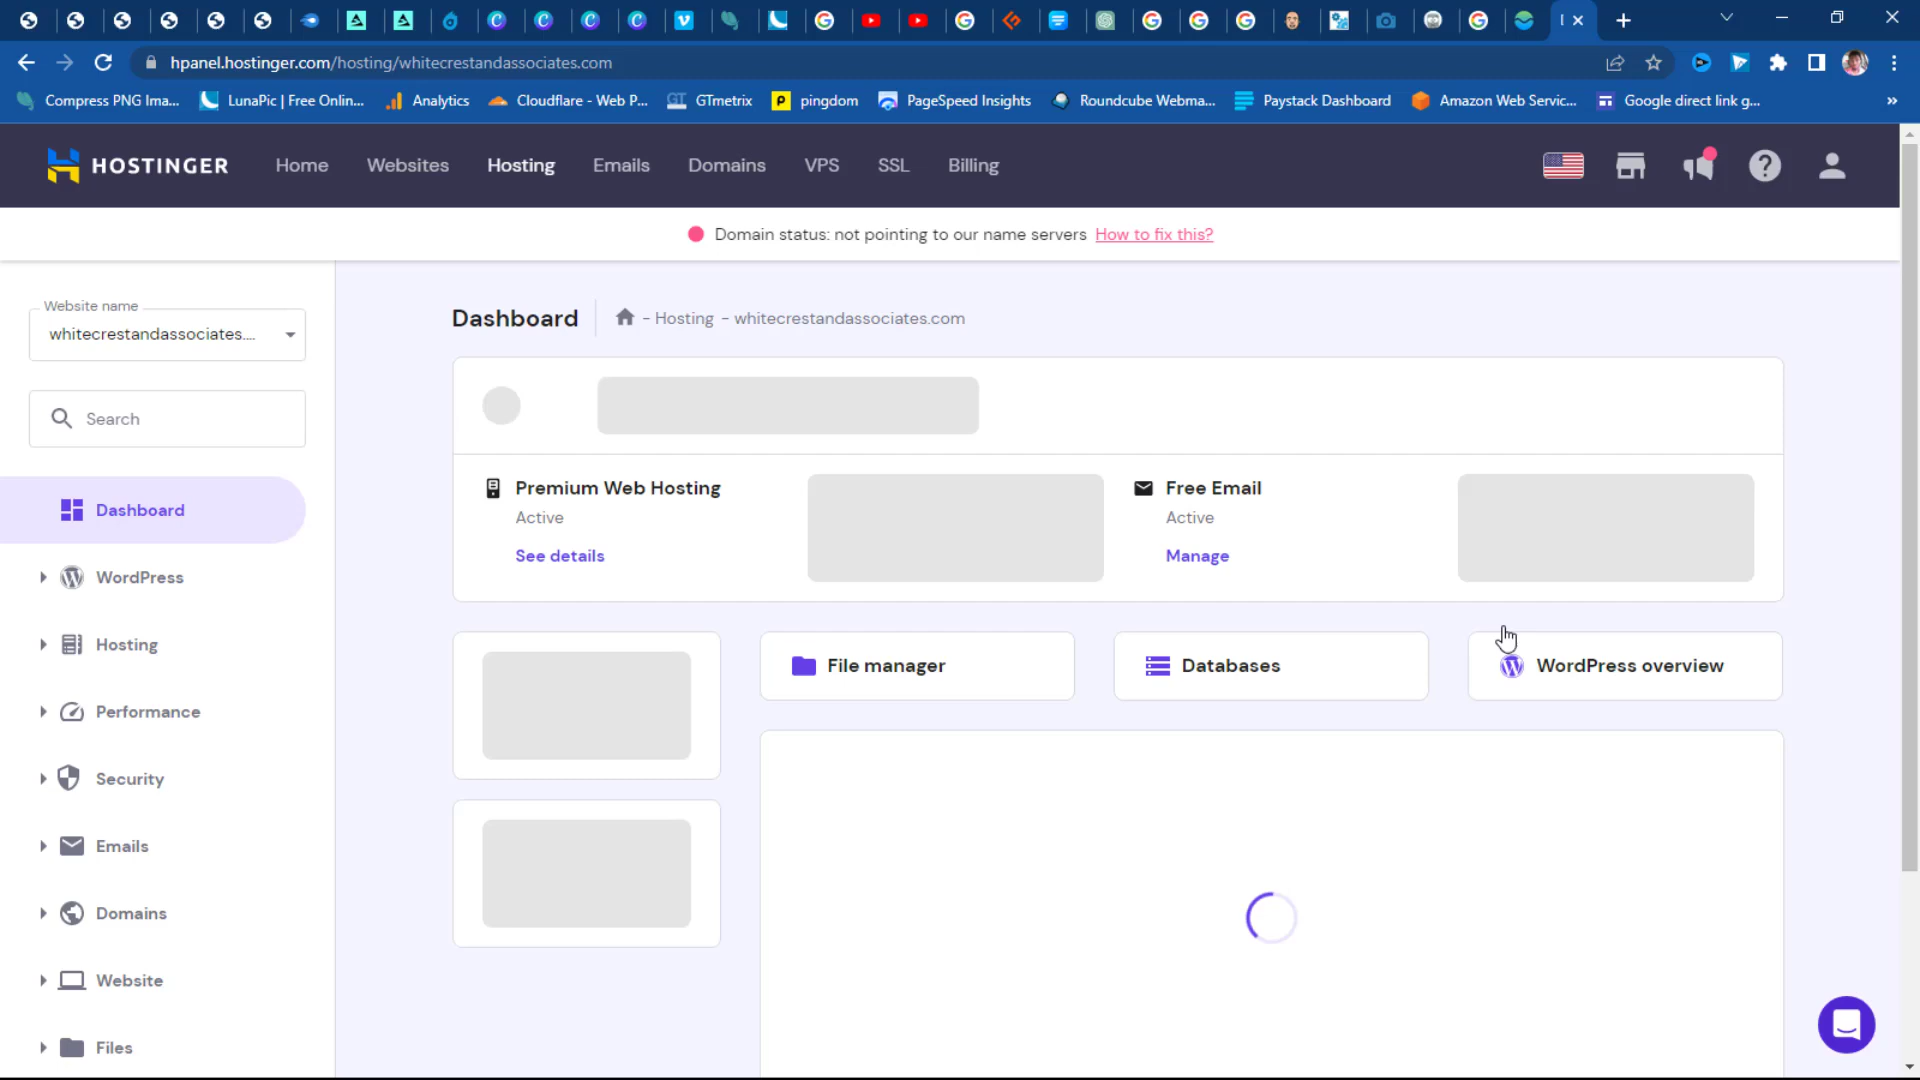 hpanel.hostinger.com/hosting/whitecrestandassociates.com
Compress PNG Ima...
LunaPic | Free Onlin...
Analytics
Cloudflare - Web P...
GTmetrix
pingdom
PageSpeed Insights
Roundcube Webma...
Paystack Dashboard
Amazon Web Servic...
Google direct link g...
»
HOSTINGER
Home
Websites
Hosting
Emails
Domains
VPS
SSL
Billing
Domain status: not pointing to our name servers How to fix this?
Website name
whitecrestandassociates....
Search
Dashboard
WordPress
Hosting
Performance
Security
Emails
Domains
Website
Files
Dashboard
- Hosting - whitecrestandassociates.com
Premium Web Hosting
Active
See details
Free Email
Active
Manage
File manager
Databases
WordPress overview